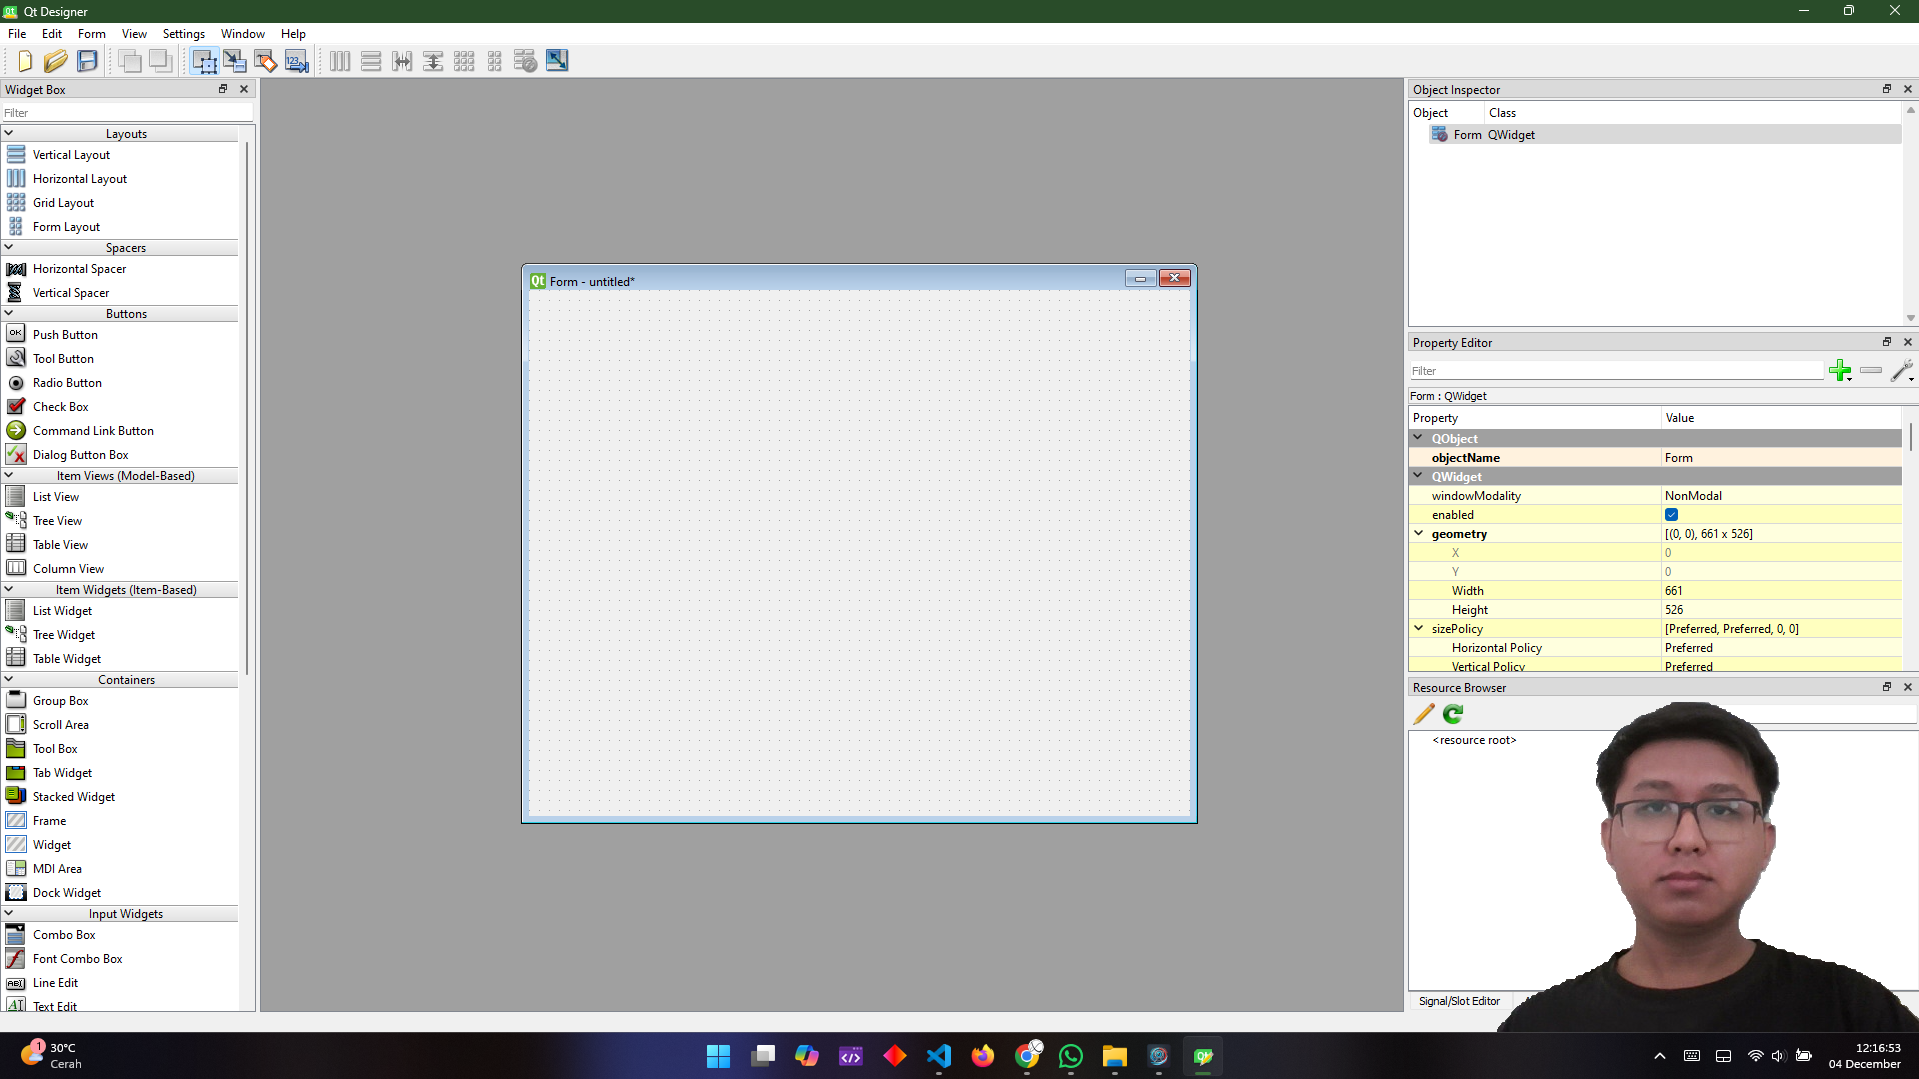 Qt Designer
File Edit Form View Settings Window Help
Widget Box
Filter
Layouts
Vertical Layout
Horizontal Layout
Grid Layout
Form Layout
Spacers
Horizontal Spacer
Vertical Spacer
Buttons
OK Push Button
Tool Button
Radio Button
Check Box
Command Link Button
Dialog Button Box
Item Views (Model-Based)
List View
Tree View
Table View
Column View
Item Widgets (Item-Based)
List Widget
Tree Widget
Table Widget
Containers
Group Box
Scroll Area
Tool Box
Tab Widget
Stacked Widget
Frame
Widget
MDI Area
Dock Widget
Input Widgets
Combo Box
Font Combo Box
Line Edit
Text Edit
Qt Form - untitled*
Object Inspector
Object Class
Form QWidget
Property Editor
Filter
Form : QWidget
Property Value
QObject
objectName Form
QWidget
windowModality NonModal
enabled
geometry [(0, 0), 661 x 526]
X 0
Y 0
Width 661
Height 526
sizePolicy [Preferred, Preferred, 0, 0]
Horizontal Policy Preferred
Vertical Policy Preferred
Resource Browser
<resource root>
Signal/Slot Editor
1
30°C
Cerah
12:16:53
04 December